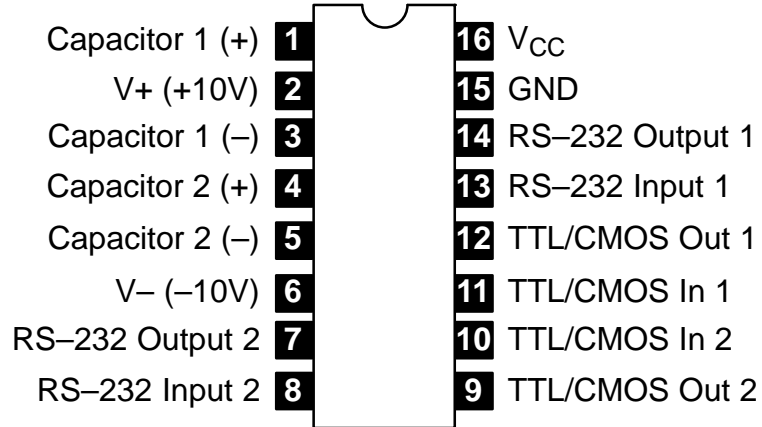 Capacitor 1 (+) 1 16 VCC
V+ (+10V) 2 15 GND
Capacitor 1 (–) 3 14 RS–232 Output 1
Capacitor 2 (+) 4 13 RS–232 Input 1
Capacitor 2 (–) 5 12 TTL/CMOS Out 1
V– (–10V) 6 11 TTL/CMOS In 1
RS–232 Output 2 7 10 TTL/CMOS In 2
RS–232 Input 2 8 9 TTL/CMOS Out 2